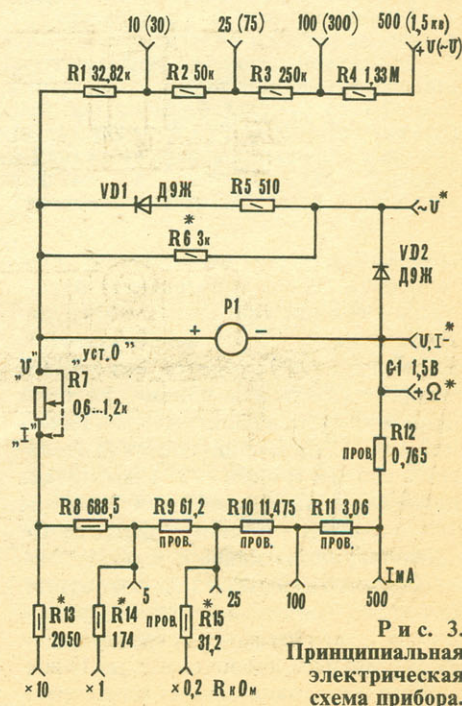 10 (30) 25 (75) 100 (300) 500 (1,5 кв)
+U(~U)
R1 32,82к R2 50к R3 250к R4 1,33М
VD1 Д9Ж R5 510
~U*
*
R6 3к
VD2
Д9Ж
P1
+ −
U,I-*
„U" „уст.0"
R7
0,6...1,2к
„I"
G1 1,5В
+Ω*
R12
ПРОВ. 0,765
R8 688,5 R9 61,2 R10 11,475 R11 3,06
ПРОВ. ПРОВ. ПРОВ.
5 25 100 500
IмА
*
R13
2050
*
R14
174
*
ПРОВ. R15
31,2
×10 ×1 ×0,2 RкОм
Рис. 3.
Принципиальная
электрическая
схема прибора.